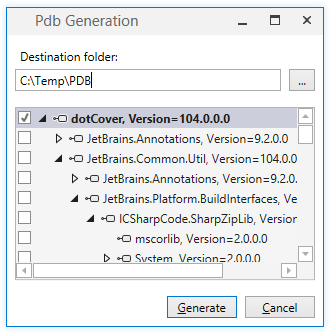 Pdb Generation
Destination folder:
C:\Temp\PDB
...
dotCover, Version=104.0.0.0
JetBrains.Annotations, Version=9.2.0.0
JetBrains.Common.Util, Version=104.0
JetBrains.Annotations, Version=9.2.0
JetBrains.Platform.BuildInterfaces, Ve
ICSharpCode.SharpZipLib, Version
mscorlib, Version=2.0.0.0
System, Version=2.0.0.0
Generate Cancel